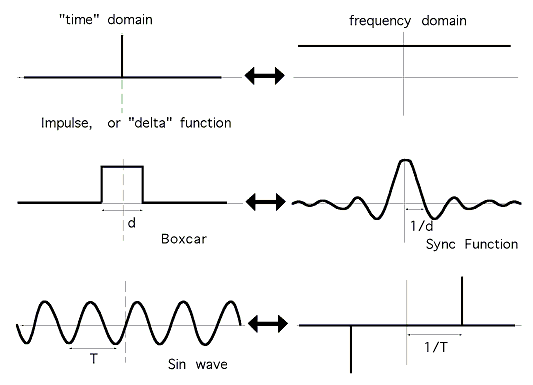 "time" domain
frequency domain
Impulse, or "delta" function
d
Boxcar
1/d
Sync Function
T
Sin wave
1/T